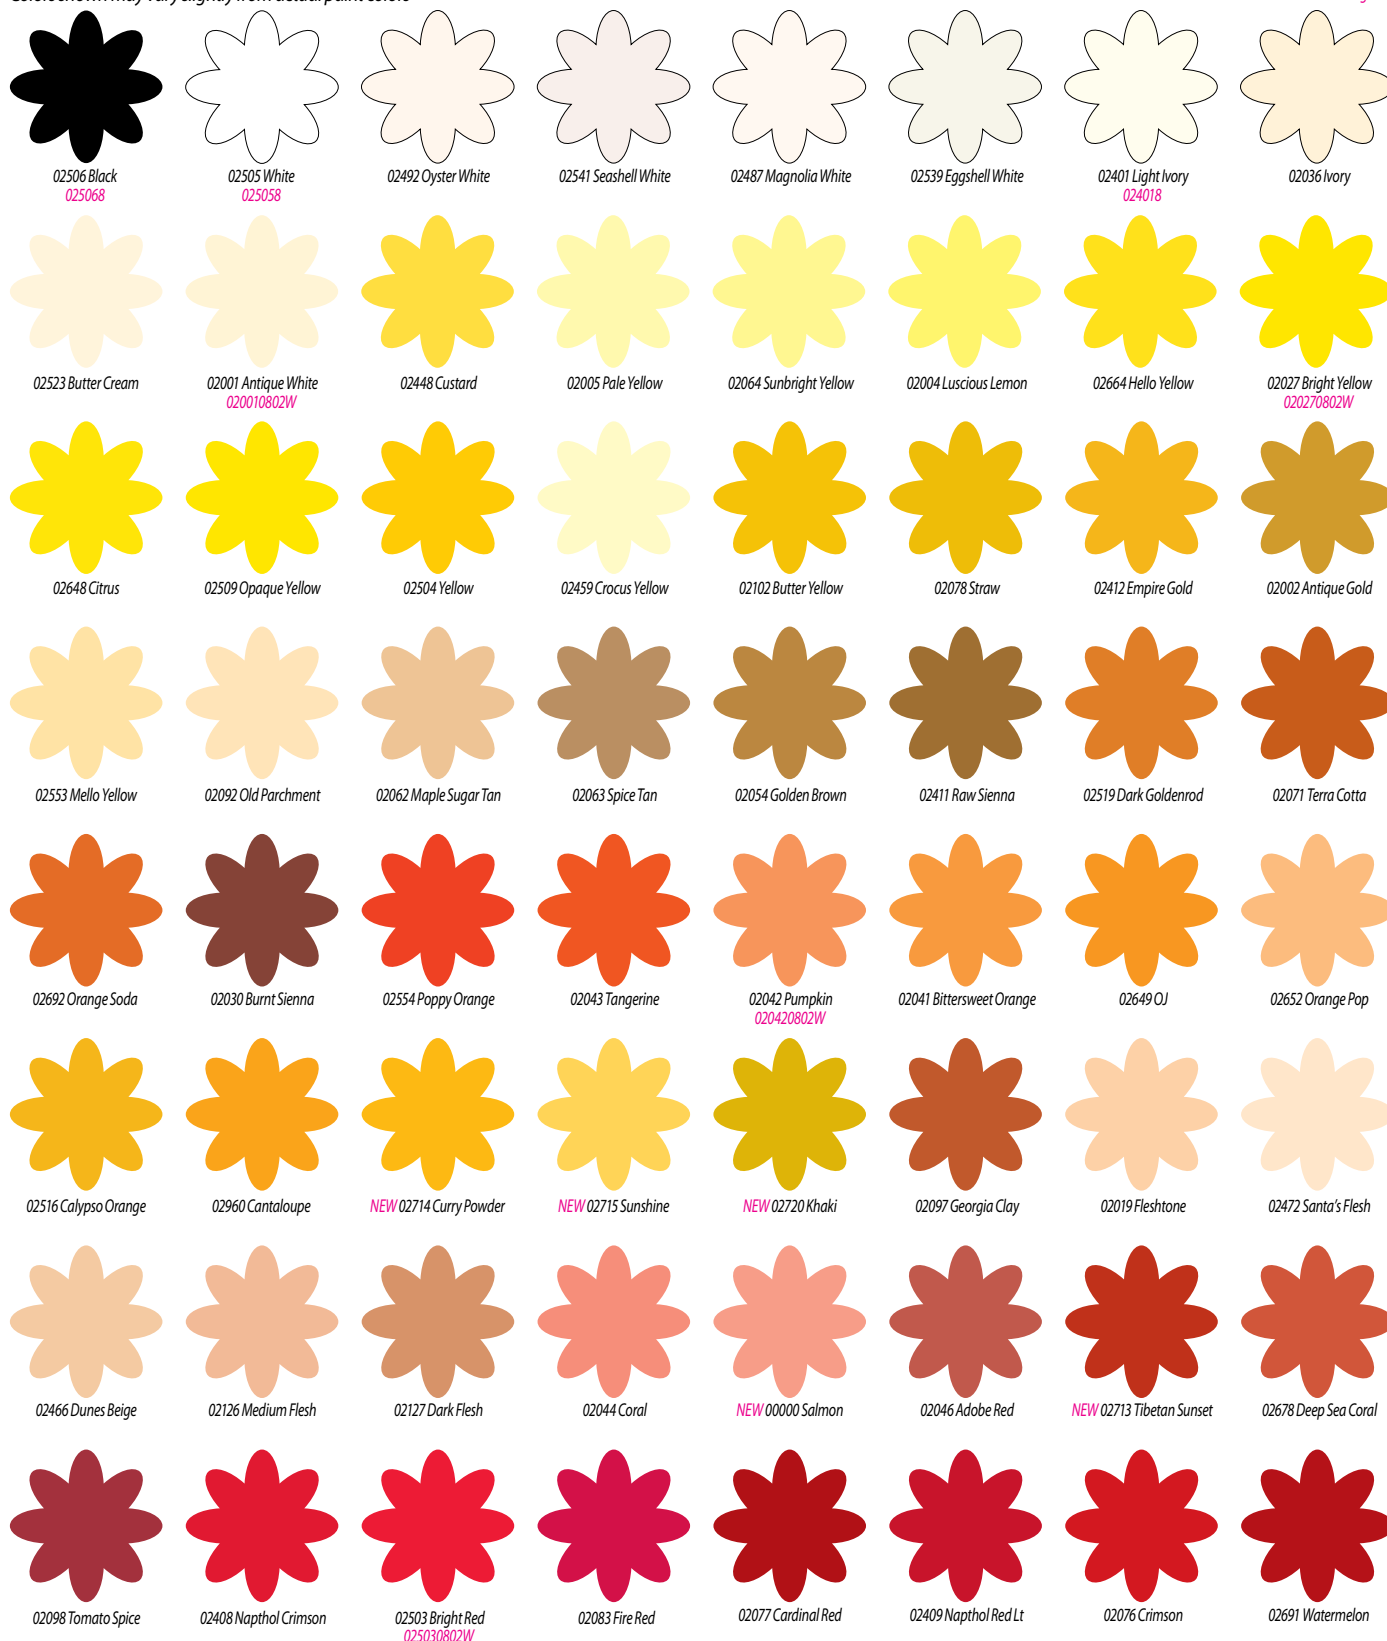 Colors shown may vary slightly from actual paint colors
02506 Black
025068
02505 White
025058
02492 Oyster White
02541 Seashell White
02487 Magnolia White
02539 Eggshell White
02401 Light Ivory
024018
02036 Ivory
02523 Butter Cream
02001 Antique White
020010802W
02448 Custard
02005 Pale Yellow
02064 Sunbright Yellow
02004 Luscious Lemon
02664 Hello Yellow
02027 Bright Yellow
020270802W
02648 Citrus
02509 Opaque Yellow
02504 Yellow
02459 Crocus Yellow
02102 Butter Yellow
02078 Straw
02412 Empire Gold
02002 Antique Gold
02553 Mello Yellow
02092 Old Parchment
02062 Maple Sugar Tan
02063 Spice Tan
02054 Golden Brown
02411 Raw Sienna
02519 Dark Goldenrod
02071 Terra Cotta
02692 Orange Soda
02030 Burnt Sienna
02554 Poppy Orange
02043 Tangerine
02042 Pumpkin
020420802W
02041 Bittersweet Orange
02649 OJ
02652 Orange Pop
02516 Calypso Orange
02960 Cantaloupe
NEW 02714 Curry Powder
NEW 02715 Sunshine
NEW 02720 Khaki
02097 Georgia Clay
02019 Fleshtone
02472 Santa's Flesh
02466 Dunes Beige
02126 Medium Flesh
02127 Dark Flesh
02044 Coral
NEW 00000 Salmon
02046 Adobe Red
NEW 02713 Tibetan Sunset
02678 Deep Sea Coral
02098 Tomato Spice
02408 Napthol Crimson
02503 Bright Red
025030802W
02083 Fire Red
02077 Cardinal Red
02409 Napthol Red Lt
02076 Crimson
02691 Watermelon